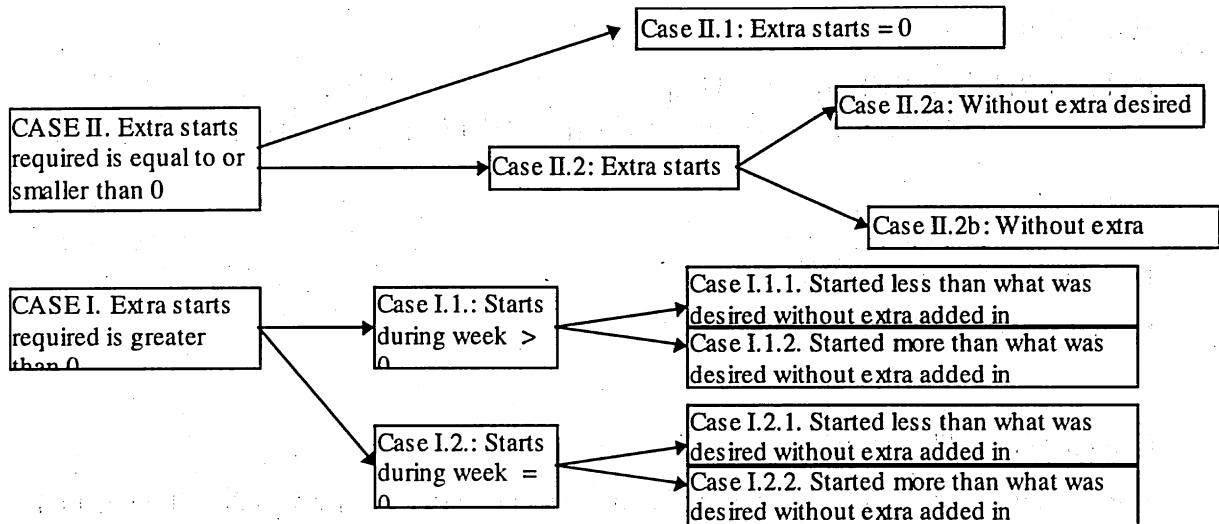 Case II.1: Extra starts = 0
CASE II. Extra starts
required is equal to or
smaller than 0
Case II.2: Extra starts
Case II.2a: Without extra desired
Case II.2b: Without extra
CASE I. Extra starts
required is greater
than 0
Case I.1.: Starts
during week >
0
Case I.1.1. Started less than what was
desired without extra added in
Case I.1.2. Started more than what was
desired without extra added in
Case I.2.: Starts
during week =
0
Case I.2.1. Started less than what was
desired without extra added in
Case I.2.2. Started more than what was
desired without extra added in